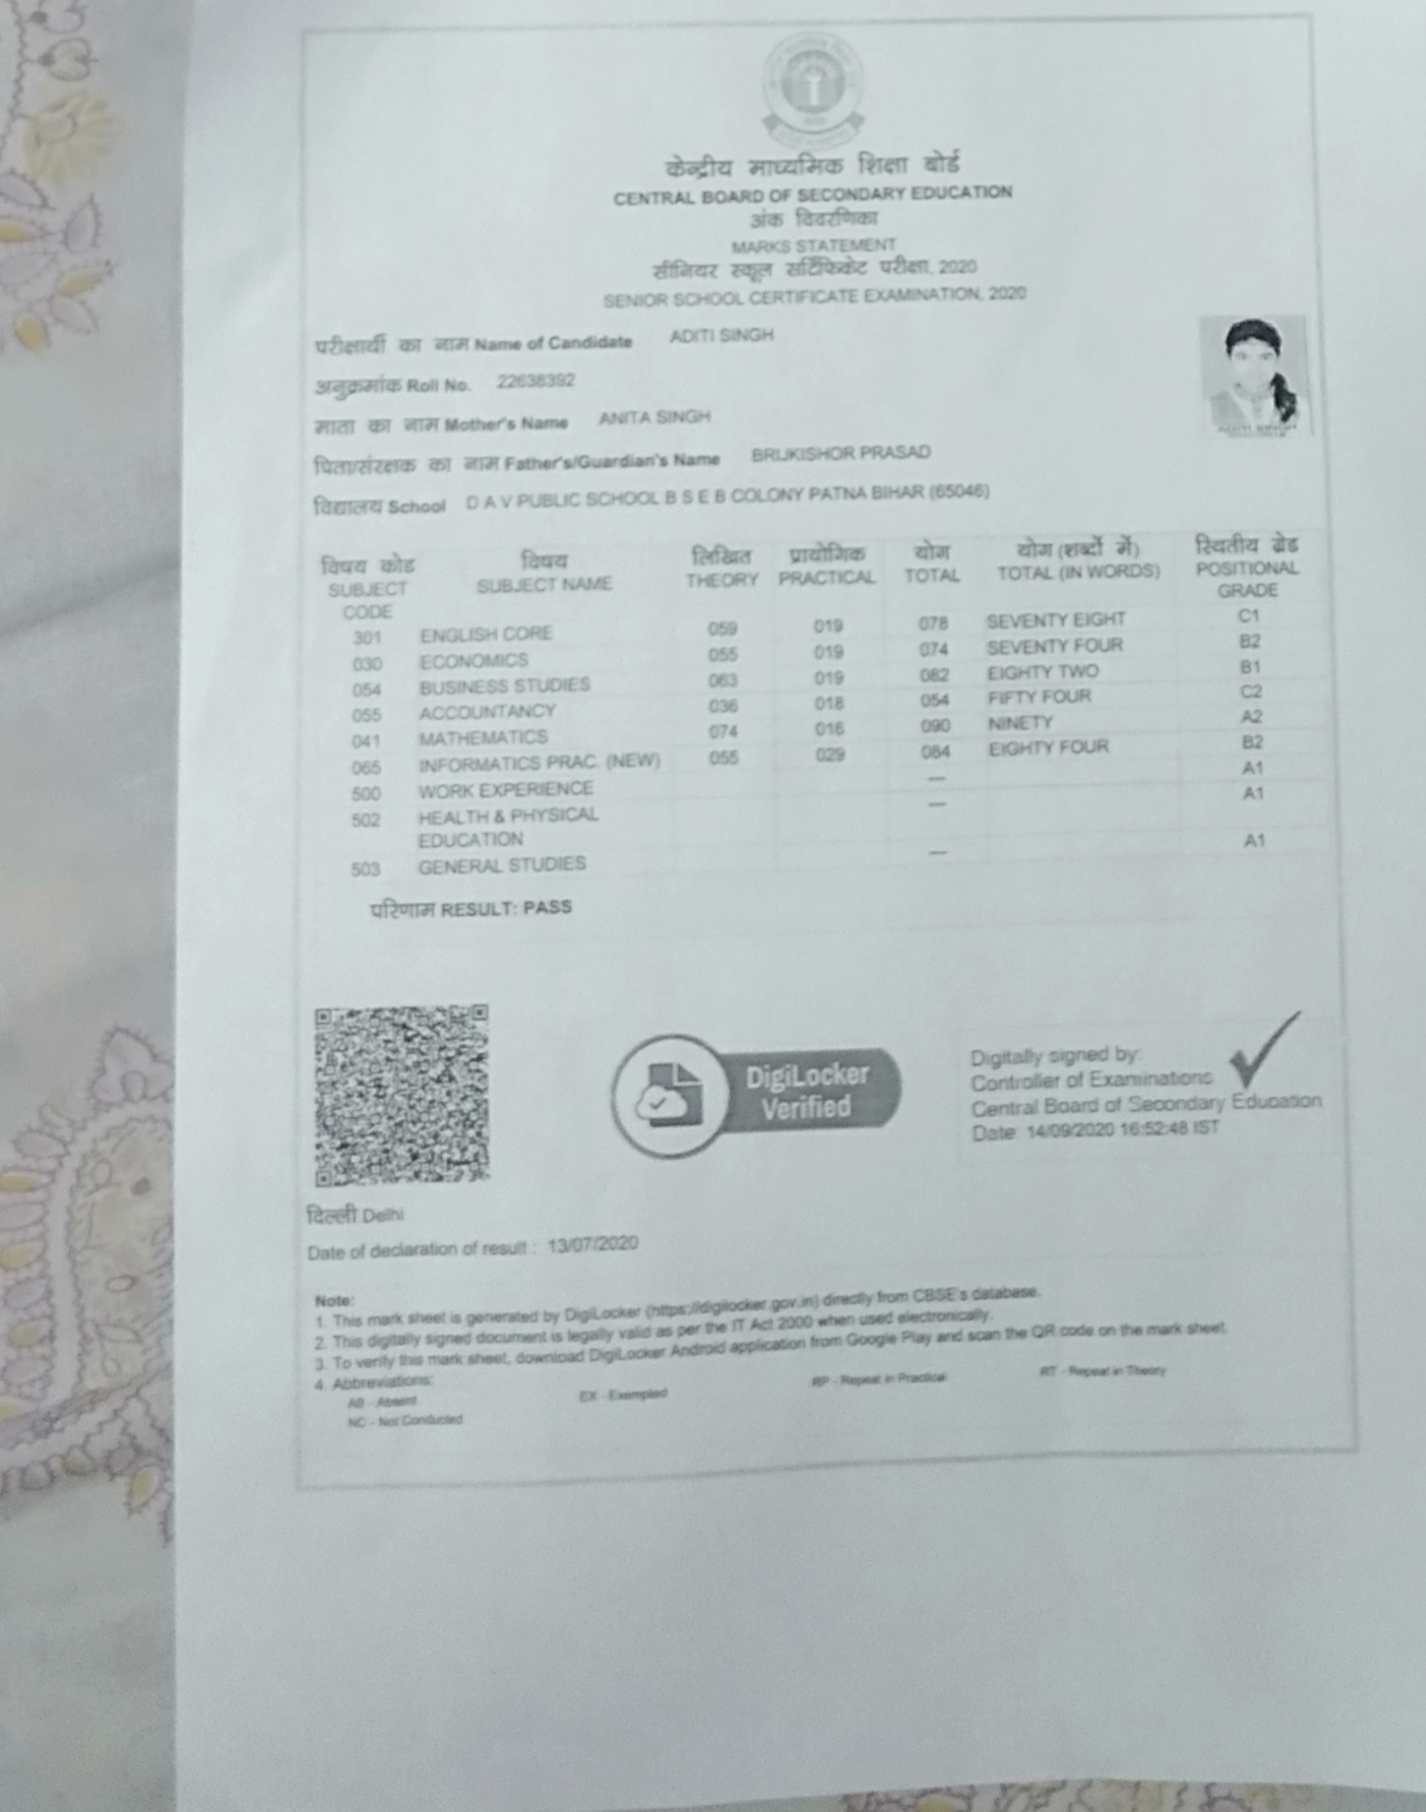 केन्द्रीय माध्यमिक शिक्षा बोर्ड
CENTRAL BOARD OF SECONDARY EDUCATION
अंक विवरणिका
MARKS STATEMENT
सीनियर स्कूल सर्टिफिकेट परीक्षा, 2020
SENIOR SCHOOL CERTIFICATE EXAMINATION, 2020
परीक्षार्थी का नाम Name of Candidate ADITI SINGH
अनुक्रमांक Roll No. 22638392
माता का नाम Mother's Name ANITA SINGH
पिता/संरक्षक का नाम Father's/Guardian's Name BRIJKISHOR PRASAD
विद्यालय School D A V PUBLIC SCHOOL B S E B COLONY PATNA BIHAR (65046)
विषय कोड विषय लिखित प्रायोगिक योग योग (शब्दों में) स्थितीय ग्रेड
SUBJECT CODE SUBJECT NAME THEORY PRACTICAL TOTAL TOTAL (IN WORDS) POSITIONAL GRADE
301 ENGLISH CORE 059 019 078 SEVENTY EIGHT C1
030 ECONOMICS 055 019 074 SEVENTY FOUR B2
054 BUSINESS STUDIES 063 019 082 EIGHTY TWO B1
055 ACCOUNTANCY 036 018 054 FIFTY FOUR C2
041 MATHEMATICS 074 016 090 NINETY A2
065 INFORMATICS PRAC. (NEW) 055 029 084 EIGHTY FOUR B2
500 WORK EXPERIENCE — A1
502 HEALTH & PHYSICAL EDUCATION — A1
503 GENERAL STUDIES — A1
परिणाम RESULT: PASS
DigiLocker
Verified
Digitally signed by:
Controller of Examinations
Central Board of Secondary Education
Date: 14/09/2020 16:52:48 IST
दिल्ली Delhi
Date of declaration of result : 13/07/2020
Note:
1. This mark sheet is generated by DigiLocker (https://digilocker.gov.in) directly from CBSE's database.
2. This digitally signed document is legally valid as per the IT Act 2000 when used electronically.
3. To verify this mark sheet, download DigiLocker Android application from Google Play and scan the QR code on the mark sheet.
4. Abbreviations:
AB - Absent EX - Exempted RP - Repeat in Practical RT - Repeat in Theory
NC - Not Conducted